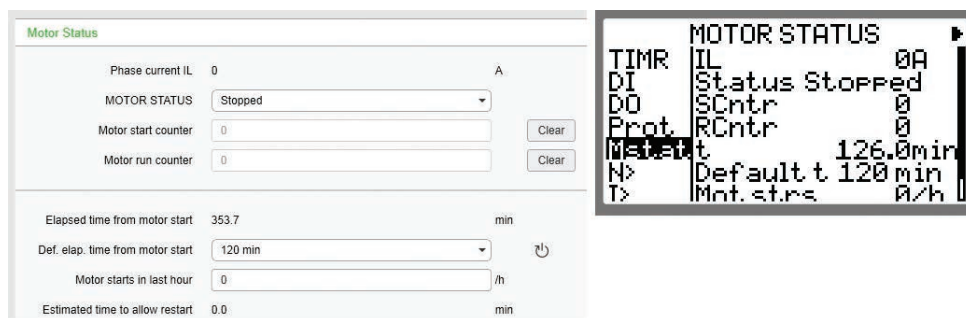 Motor Status
Phase current IL 0 A
MOTOR STATUS Stopped
Motor start counter 0 Clear
Motor run counter 0 Clear
Elapsed time from motor start 353.7 min
Def. elap. time from motor start 120 min
Motor starts in last hour 0 /h
Estimated time to allow restart 0.0 min
MOTOR STATUS
TIMR IL 0A
DI Status Stopped
DO SCntr 0
Prot. RCntr 0
Mstat t 126.0min
N> Default t 120 min
T> Mot. strs 0/h